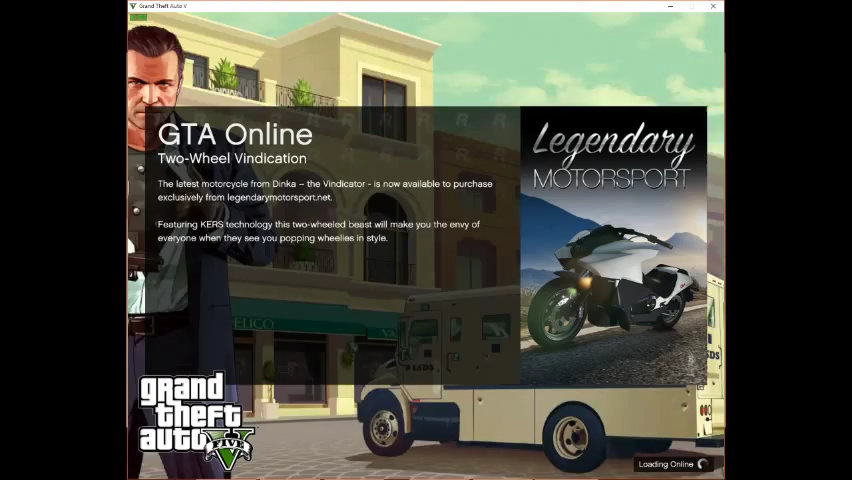 Grand Theft Auto V
GTA Online
Two-Wheel Vindication
The latest motorcycle from Dinka – the Vindicator - is now available to purchase
exclusively from legendarymotorsport.net.
Featuring KERS technology this two-wheeled beast will make you the envy of
everyone when they see you popping wheelies in style.
Legendary
MOTORSPORT
grand
theft
auto V
FIVE
Loading Online